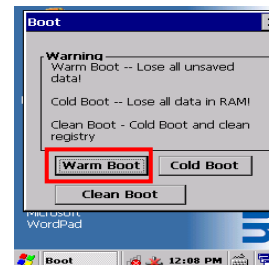 Boot
Warning
Warm Boot -- Lose all unsaved
data!
Cold Boot -- Lose all data in RAM!
Clean Boot - Cold Boot and clean
registry
Warm Boot
Cold Boot
Clean Boot
Microsoft
WordPad
Boot
12:08 PM